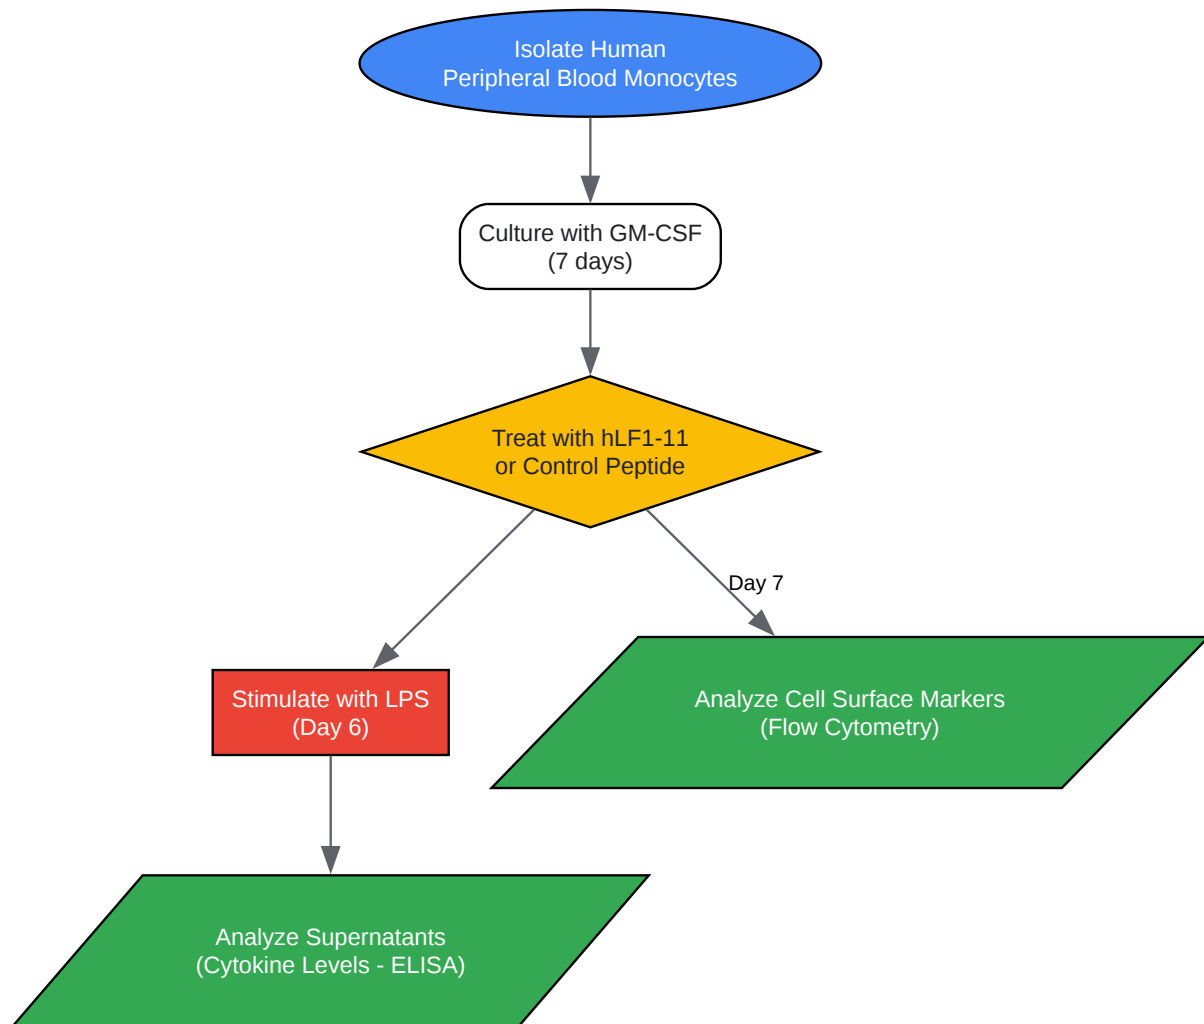 Isolate Human
Peripheral Blood Monocytes
Culture with GM-CSF
(7 days)
Treat with hLF1-11
or Control Peptide
Day 7
Stimulate with LPS
(Day 6)
Analyze Cell Surface Markers
(Flow Cytometry)
Analyze Supernatants
(Cytokine Levels - ELISA)